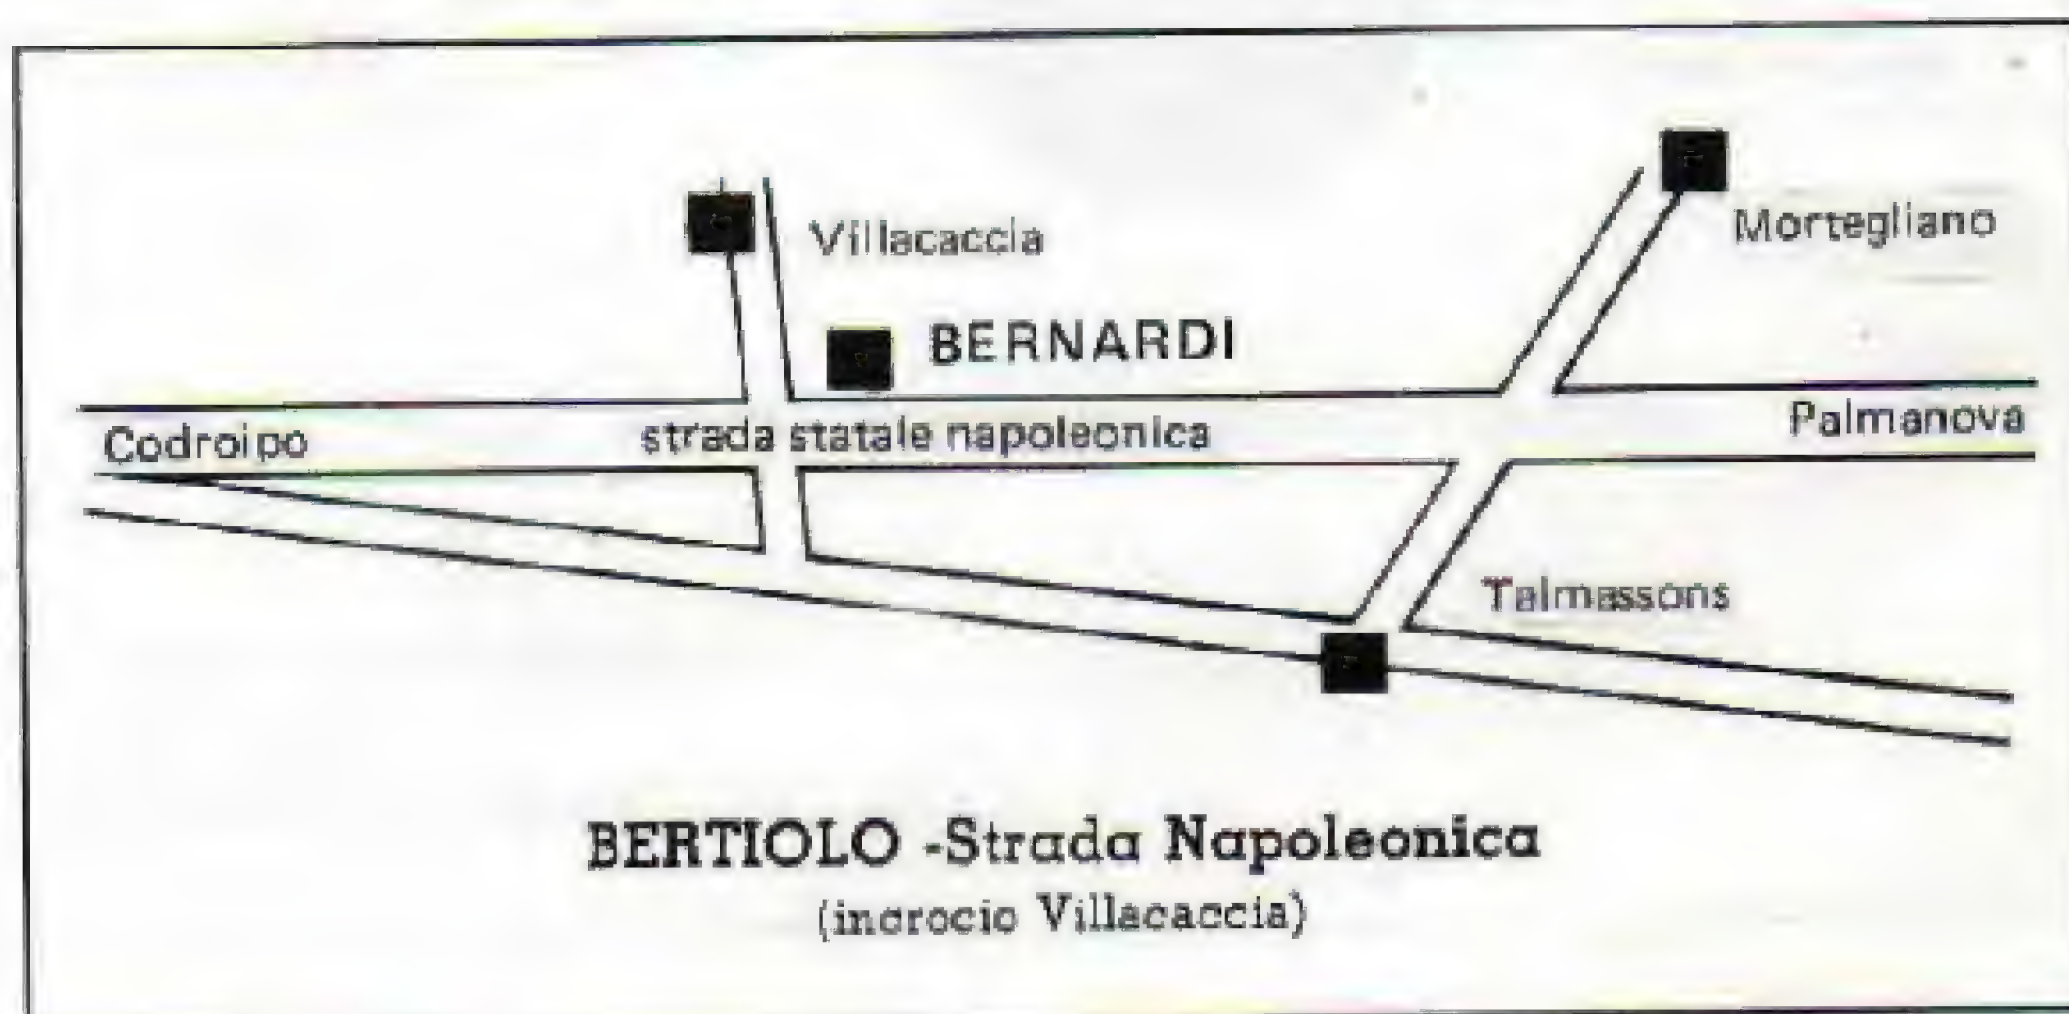 Villacaccia
Mortegliano
BERNARDI
Codroipo
strada statale napoleonica
Palmanova
Talmassons
BERTIOLO -Strada Napoleonica
(incrocio Villacaccia)